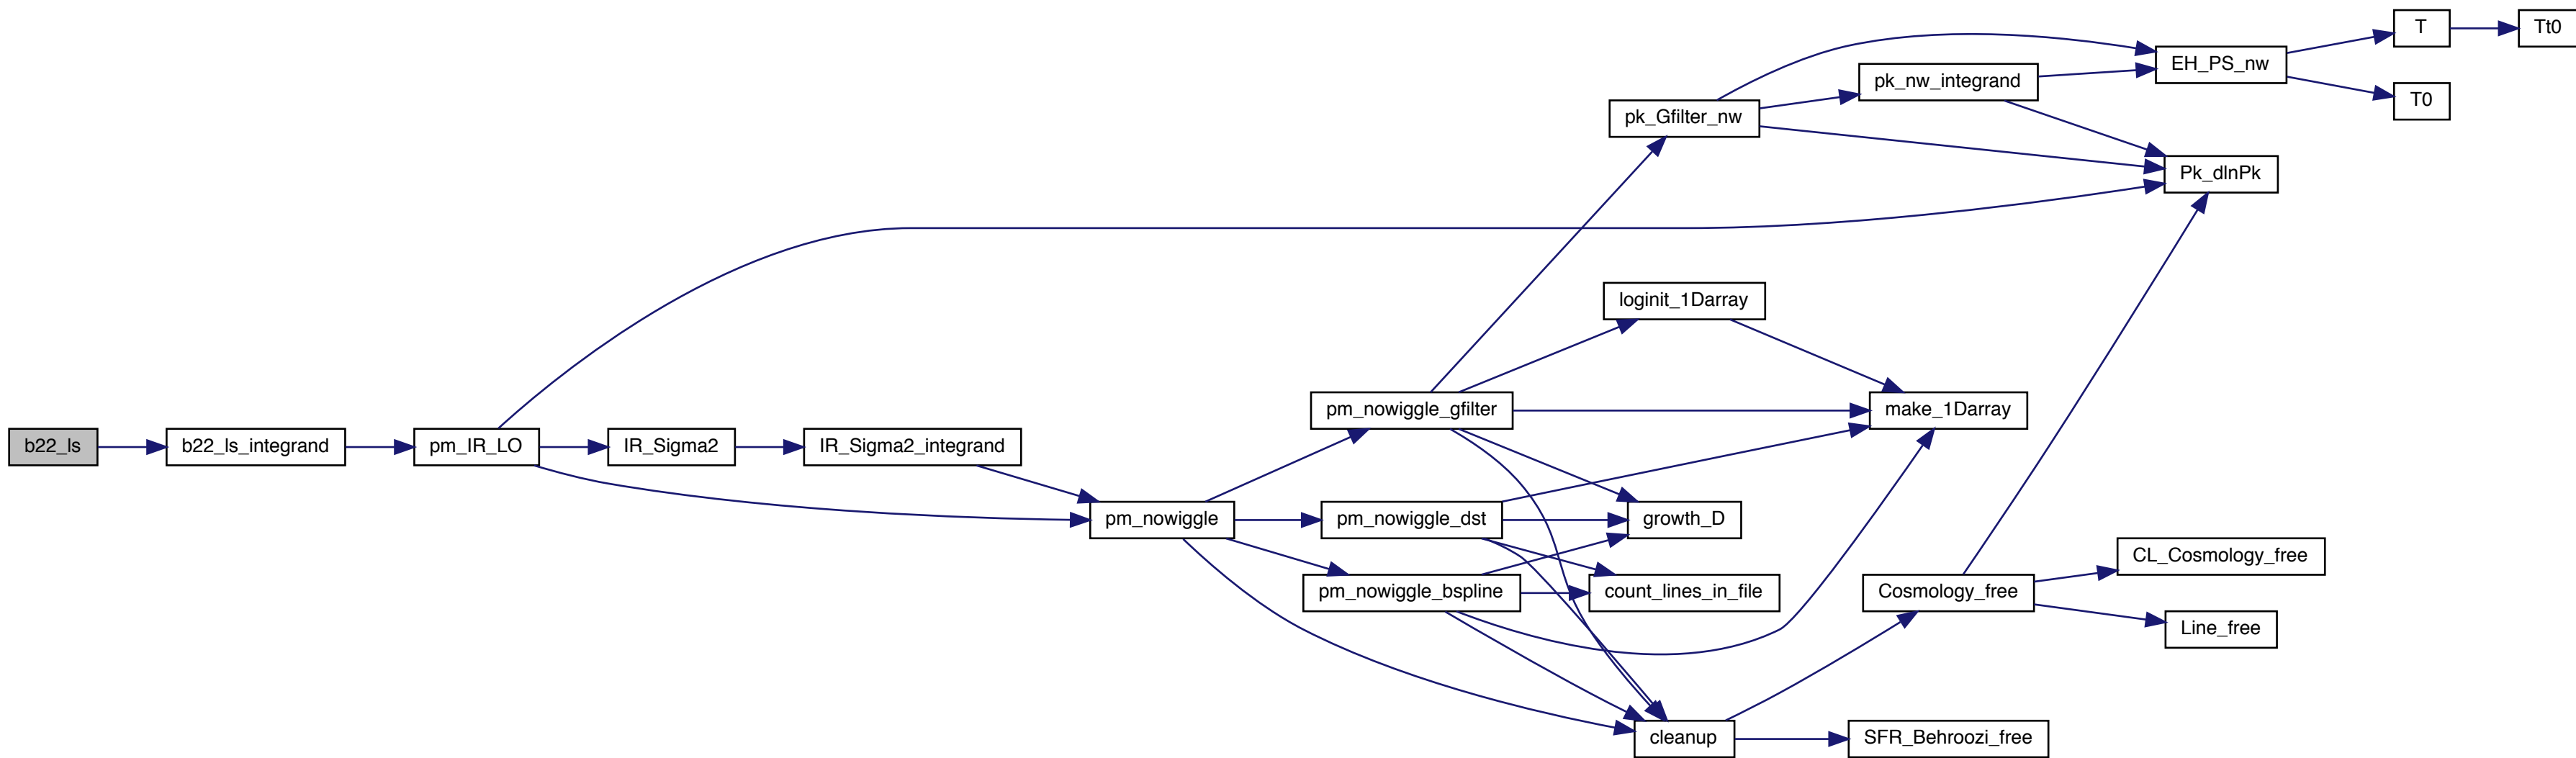 T
Tt0
EH_PS_nw
pk_nw_integrand
T0
pk_Gfilter_nw
Pk_dlnPk
loginit_1Darray
pm_nowiggle_gfilter
make_1Darray
b22_ls
b22_ls_integrand
pm_IR_LO
IR_Sigma2
IR_Sigma2_integrand
pm_nowiggle
pm_nowiggle_dst
growth_D
CL_Cosmology_free
pm_nowiggle_bspline
count_lines_in_file
Cosmology_free
Line_free
cleanup
SFR_Behroozi_free